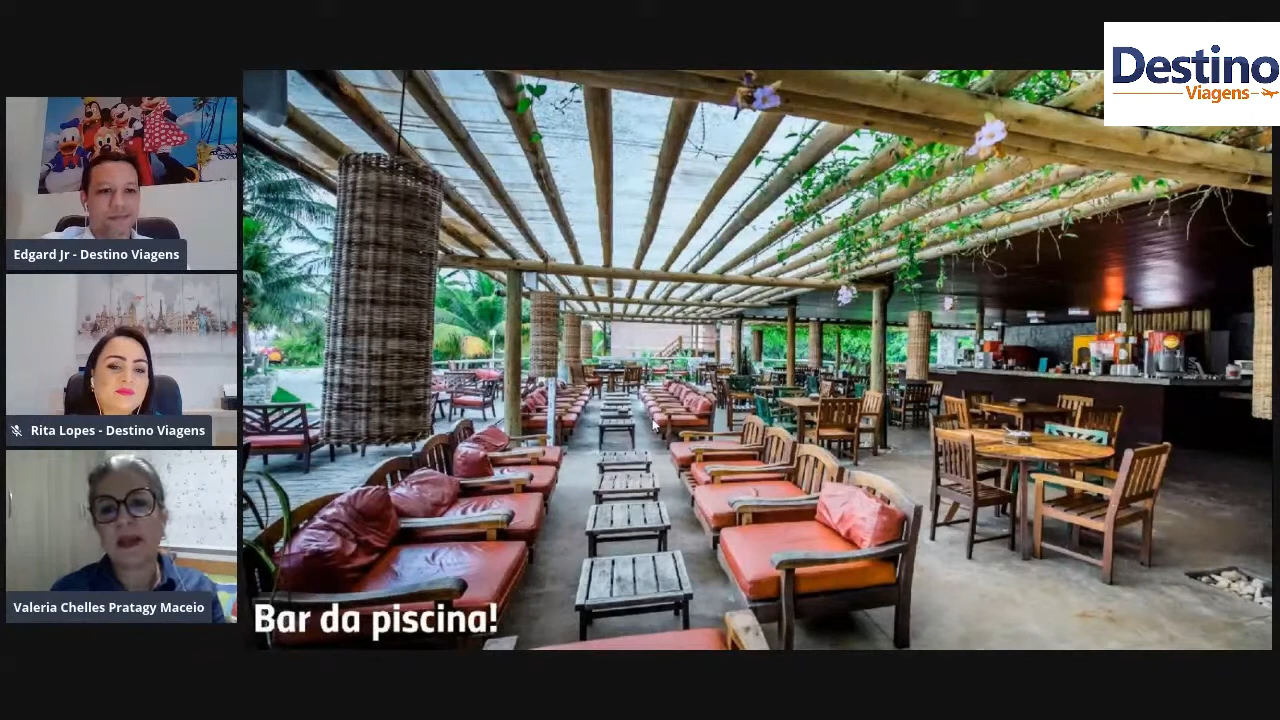 Destino
Viagens
Edgard Jr - Destino Viagens
Rita Lopes - Destino Viagens
Valeria Chelles Pratagy Maceio
Bar da piscina!